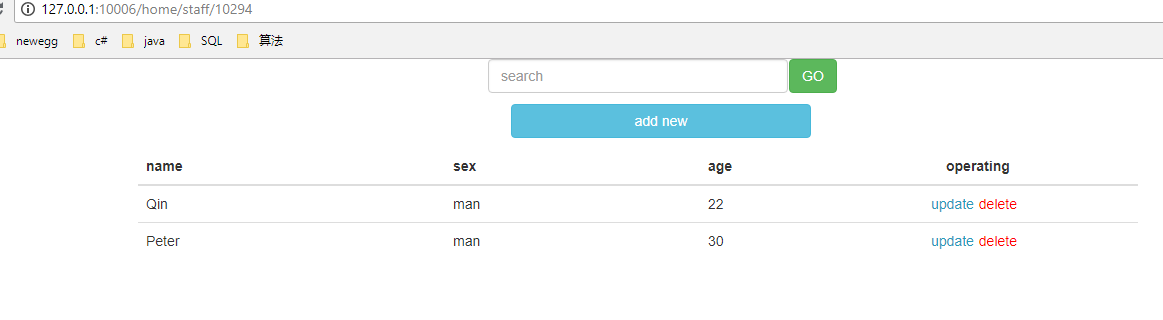 127.0.0.1:10006/home/staff/10294
newegg c# java SQL 算法
search GO
add new
name sex age operating
Qin man 22 update delete
Peter man 30 update delete